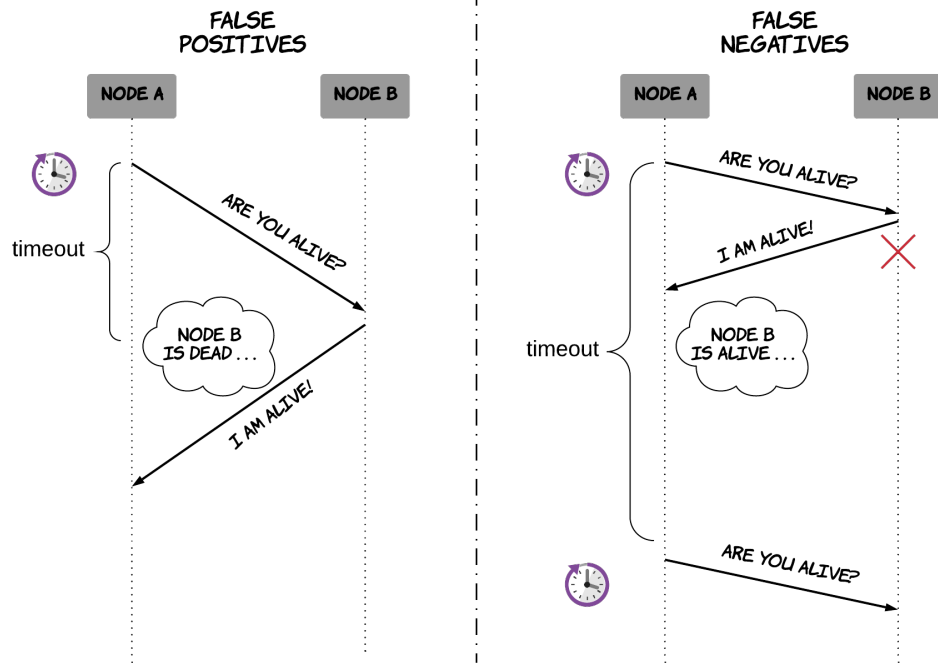 FALSE
POSITIVES
NODE A
NODE B
ARE YOU ALIVE?
timeout
NODE B
IS DEAD...
I AM ALIVE!
FALSE
NEGATIVES
NODE A
NODE B
ARE YOU ALIVE?
I AM ALIVE!
NODE B
IS ALIVE...
timeout
ARE YOU ALIVE?